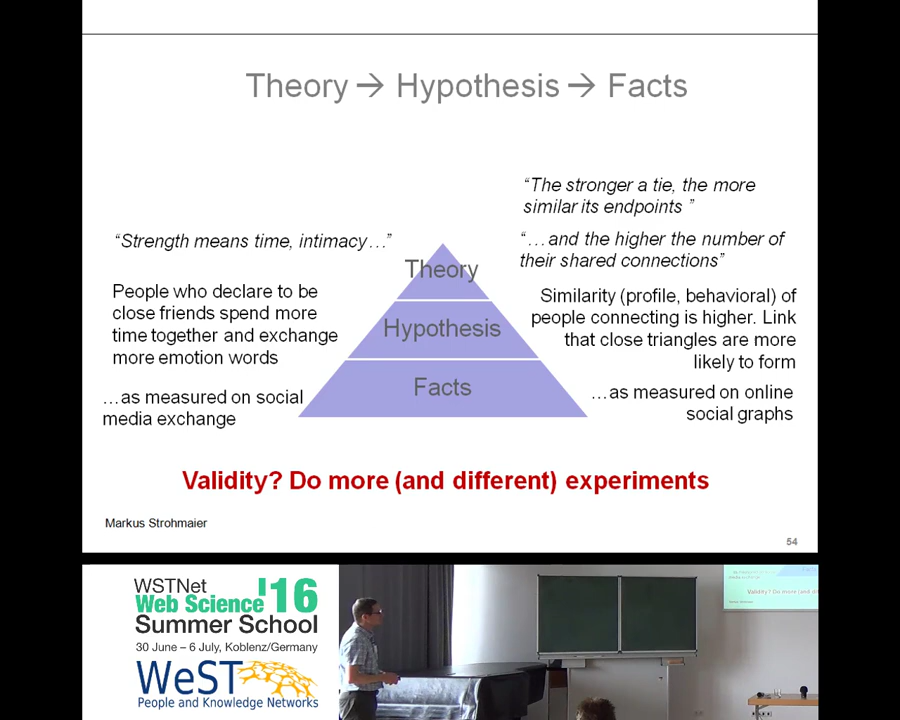 Theory → Hypothesis → Facts
“Strength means time, intimacy…”
People who declare to be
close friends spend more
time together and exchange
more emotion words
…as measured on social
media exchange
Theory
Hypothesis
Facts
“The stronger a tie, the more
similar its endpoints ”
“…and the higher the number of
their shared connections”
Similarity (profile, behavioral) of
people connecting is higher. Link
that close triangles are more
likely to form
…as measured on online
social graphs
Validity? Do more (and different) experiments
Markus Strohmaier
54
WSTNet
Web Science '16
Summer School
30 June – 6 July, Koblenz/Germany
WeST
People and Knowledge Networks
media exchange
Validity? Do more (and di